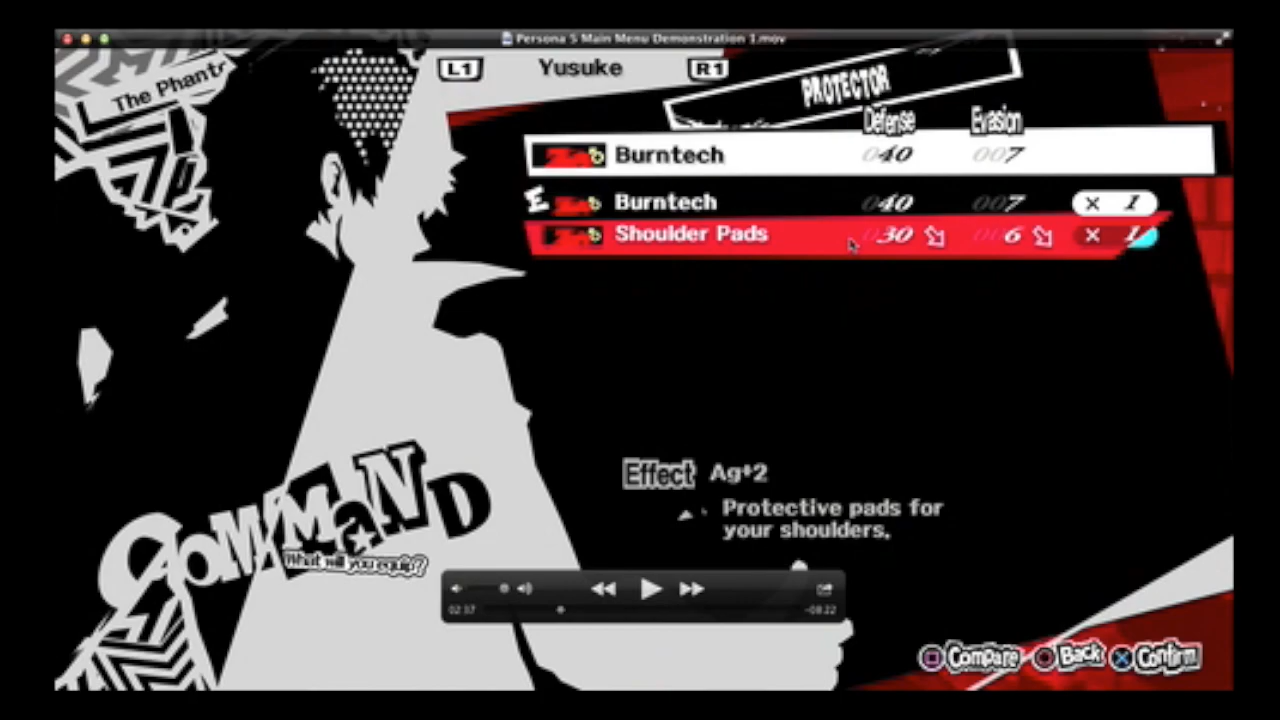 Persona 5 Main Menu Demonstration 1.mov
The Phant
L1 Yusuke R1
PROTECTOR
Defense Evasion
Burntech 040 007
E Burntech 040 007 × 1
Shoulder Pads 030 006 × 1
Effect Ag+2
Protective pads for
your shoulders.
COMMAND
What will you equip?
02:37 -08:22
Compare Back Confirm